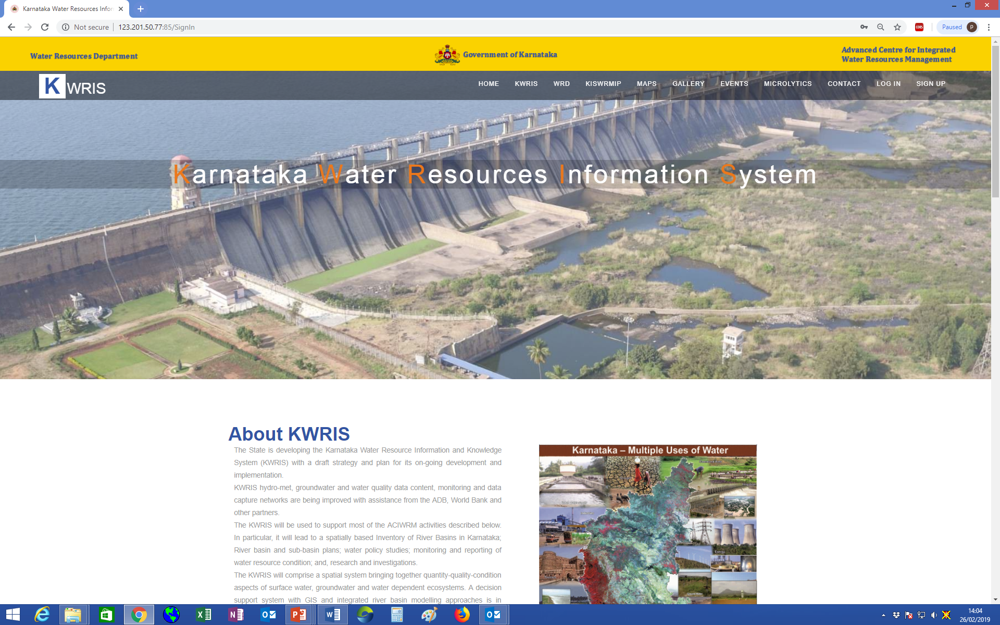 Karnataka Water Resources Infor
Not secure
123.201.50.77:85/SignIn
CORS
Paused
P
Water Resources Department
Government of Karnataka
Advanced Centre for Integrated
Water Resources Management
K WRIS
HOME KWRIS WRD KISWRMIP MAPS GALLERY EVENTS MICROLYTICS CONTACT LOG IN SIGN UP
Karnataka Water Resources Information System
About KWRIS
The State is developing the Karnataka Water Resource Information and Knowledge
System (KWRIS) with a draft strategy and plan for its on-going development and
implementation.
KWRIS hydro-met, groundwater and water quality data content, monitoring and data
capture networks are being improved with assistance from the ADB, World Bank and
other partners.
The KWRIS will be used to support most of the ACIWRM activities described below.
In particular, it will lead to a spatially based Inventory of River Basins in Karnataka;
River basin and sub-basin plans; water policy studies; monitoring and reporting of
water resource condition; and, research and investigations.
The KWRIS will comprise a spatial system bringing together quantity-quality-condition
aspects of surface water, groundwater and water dependent ecosystems. A decision
support system with GIS and integrated river basin modelling approaches is in
Karnataka – Multiple Uses of Water
Energy
14:04
26/02/2019